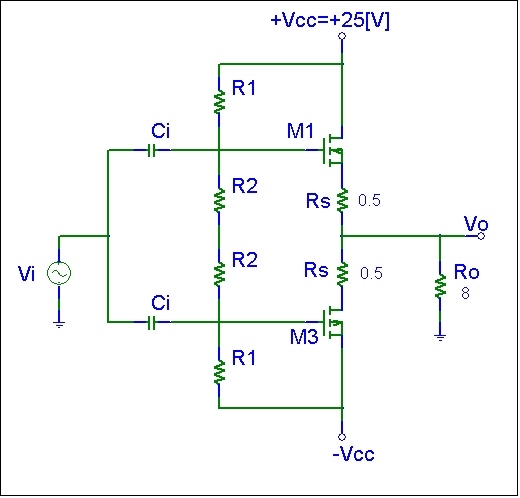 +Vcc=+25[V]
R1
Ci
M1
R2
Rs 0.5
Vo
Vi
R2
Rs 0.5
Ro
8
Ci
M3
R1
-Vcc